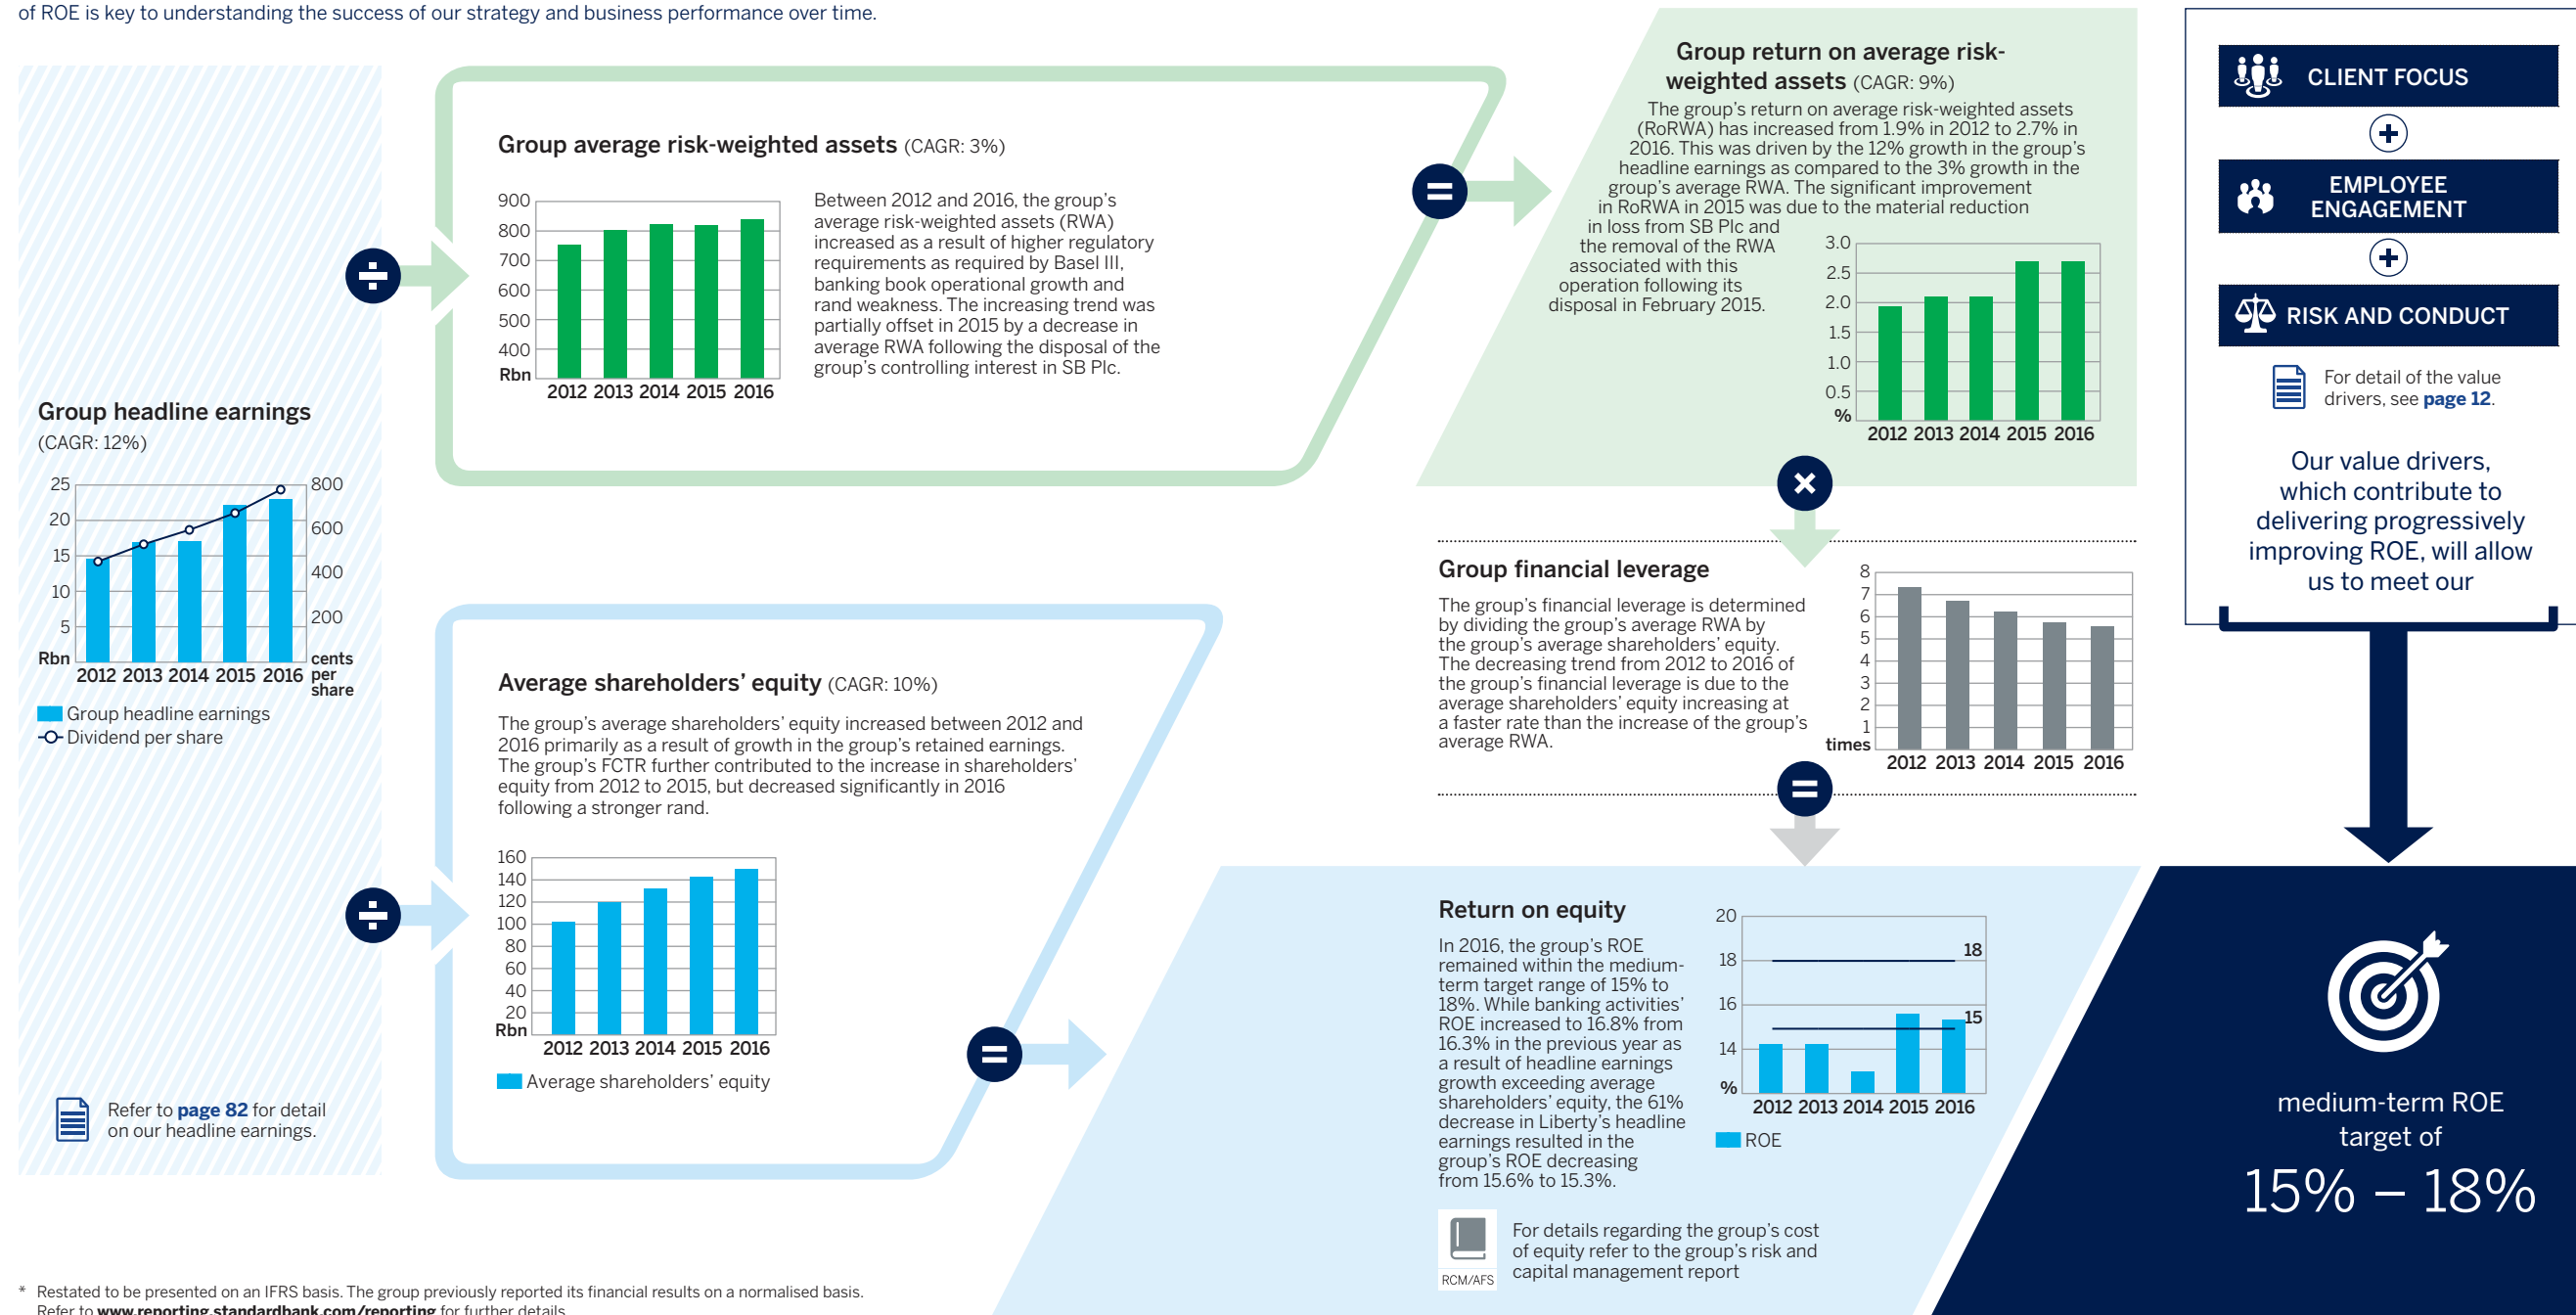 of ROE is key to understanding the success of our strategy and business performance over time.
Group headline earnings
(CAGR: 12%)
25
20
15
10
5
Rbn
800
600
400
200
cents
per
share
2012 2013 2014 2015 2016
Group headline earnings
Dividend per share
Refer to page 82 for detail
on our headline earnings.
÷
Group average risk-weighted assets (CAGR: 3%)
900
800
700
600
500
400
Rbn
2012 2013 2014 2015 2016
Between 2012 and 2016, the group's
average risk-weighted assets (RWA)
increased as a result of higher regulatory
requirements as required by Basel III,
banking book operational growth and
rand weakness. The increasing trend was
partially offset in 2015 by a decrease in
average RWA following the disposal of the
group's controlling interest in SB Plc.
÷
Average shareholders' equity (CAGR: 10%)
The group's average shareholders' equity increased between 2012 and
2016 primarily as a result of growth in the group's retained earnings.
The group's FCTR further contributed to the increase in shareholders'
equity from 2012 to 2015, but decreased significantly in 2016
following a stronger rand.
160
140
120
100
80
60
40
20
Rbn
2012 2013 2014 2015 2016
Average shareholders' equity
=
=
Group return on average risk-
weighted assets (CAGR: 9%)
The group's return on average risk-weighted assets
(RoRWA) has increased from 1.9% in 2012 to 2.7% in
2016. This was driven by the 12% growth in the group's
headline earnings as compared to the 3% growth in the
group's average RWA. The significant improvement
in RoRWA in 2015 was due to the material reduction
in loss from SB Plc and
the removal of the RWA
associated with this
operation following its
disposal in February 2015.
3.0
2.5
2.0
1.5
1.0
0.5
%
2012 2013 2014 2015 2016
×
Group financial leverage
The group's financial leverage is determined
by dividing the group's average RWA by
the group's average shareholders' equity.
The decreasing trend from 2012 to 2016 of
the group's financial leverage is due to the
average shareholders' equity increasing at
a faster rate than the increase of the group's
average RWA.
8
7
6
5
4
3
2
1
times
2012 2013 2014 2015 2016
=
Return on equity
In 2016, the group's ROE
remained within the medium-
term target range of 15% to
18%. While banking activities'
ROE increased to 16.8% from
16.3% in the previous year as
a result of headline earnings
growth exceeding average
shareholders' equity, the 61%
decrease in Liberty's headline
earnings resulted in the
group's ROE decreasing
from 15.6% to 15.3%.
20
18
16
14
%
18
15
2012 2013 2014 2015 2016
ROE
RCM/AFS
For details regarding the group's cost
of equity refer to the group's risk and
capital management report
CLIENT FOCUS
+
EMPLOYEE
ENGAGEMENT
+
RISK AND CONDUCT
For detail of the value
drivers, see page 12.
Our value drivers,
which contribute to
delivering progressively
improving ROE, will allow
us to meet our
medium-term ROE
target of
15% – 18%
* Restated to be presented on an IFRS basis. The group previously reported its financial results on a normalised basis.
Refer to www.reporting.standardbank.com/reporting for further details